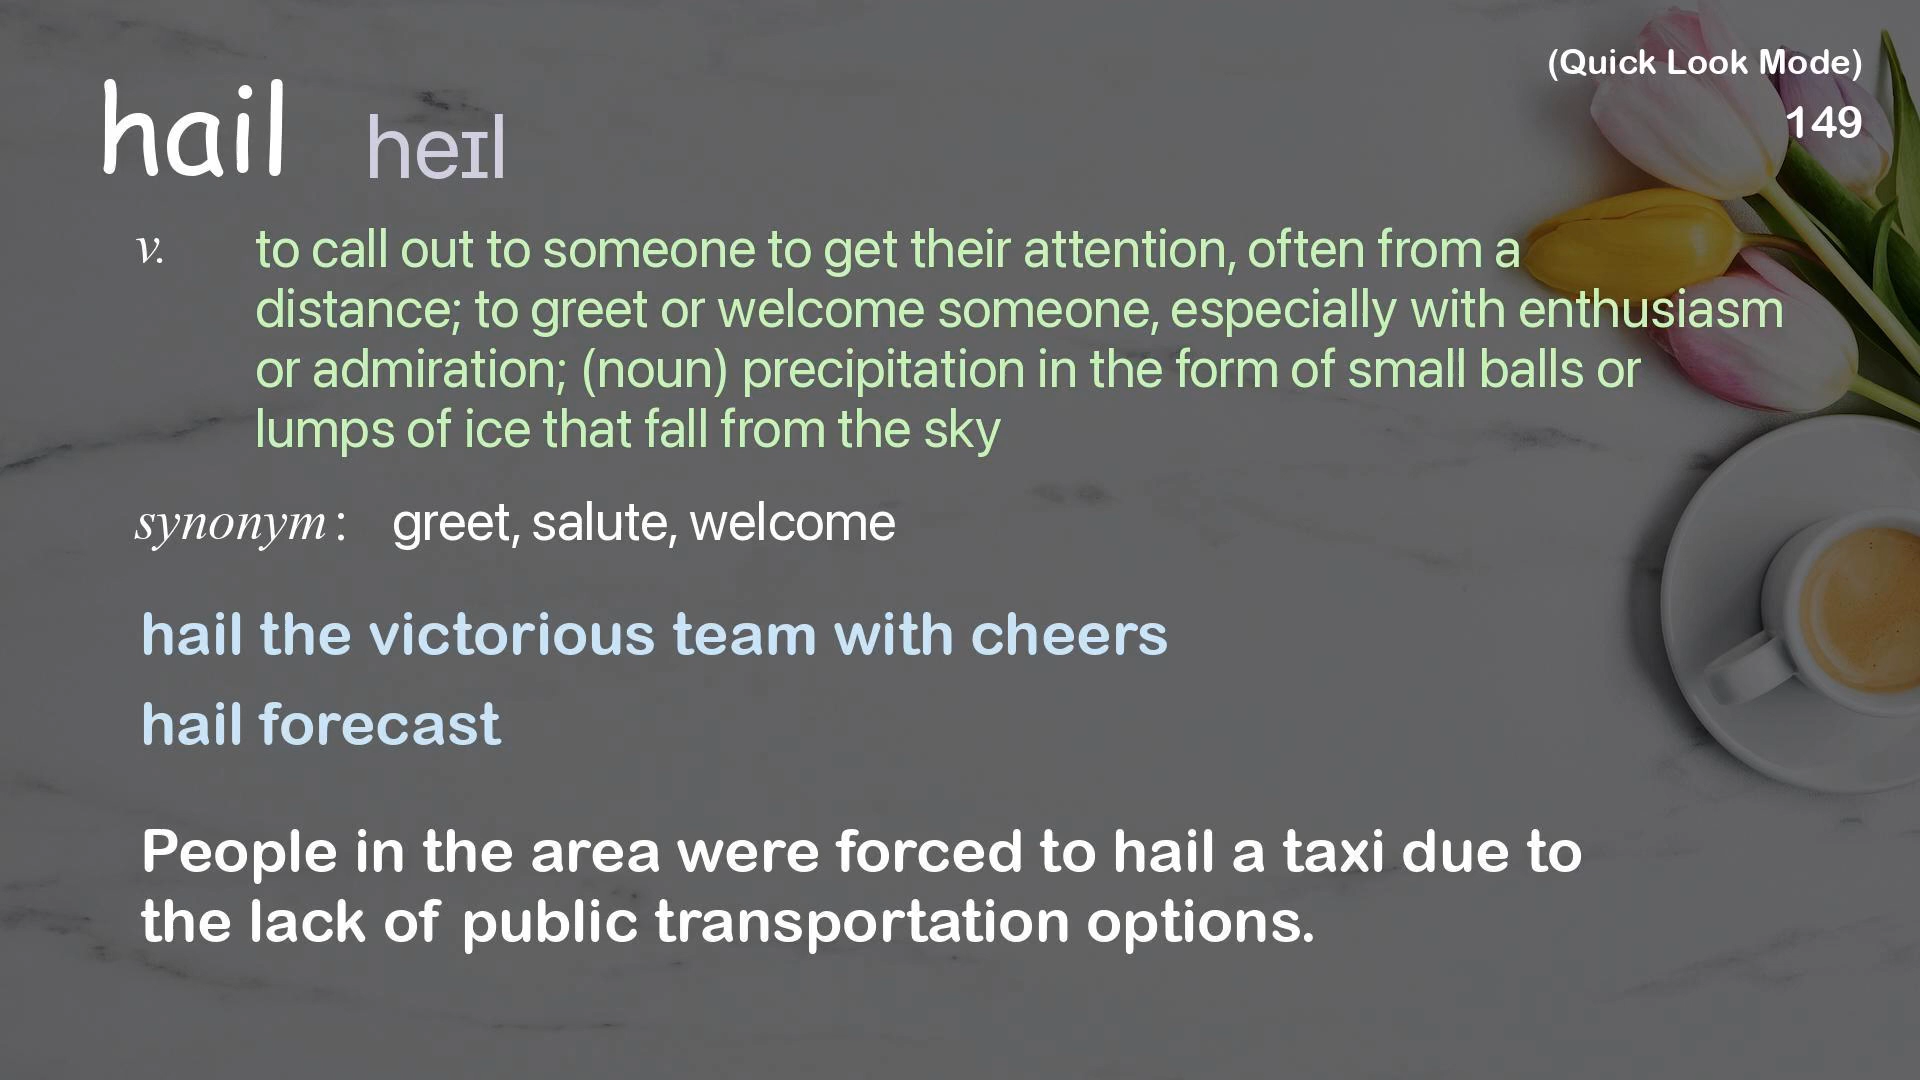 (Quick Look Mode)
149
hail heɪl
v. to call out to someone to get their attention, often from a
distance; to greet or welcome someone, especially with enthusiasm
or admiration; (noun) precipitation in the form of small balls or
lumps of ice that fall from the sky
synonym : greet, salute, welcome
hail the victorious team with cheers
hail forecast
People in the area were forced to hail a taxi due to
the lack of public transportation options.